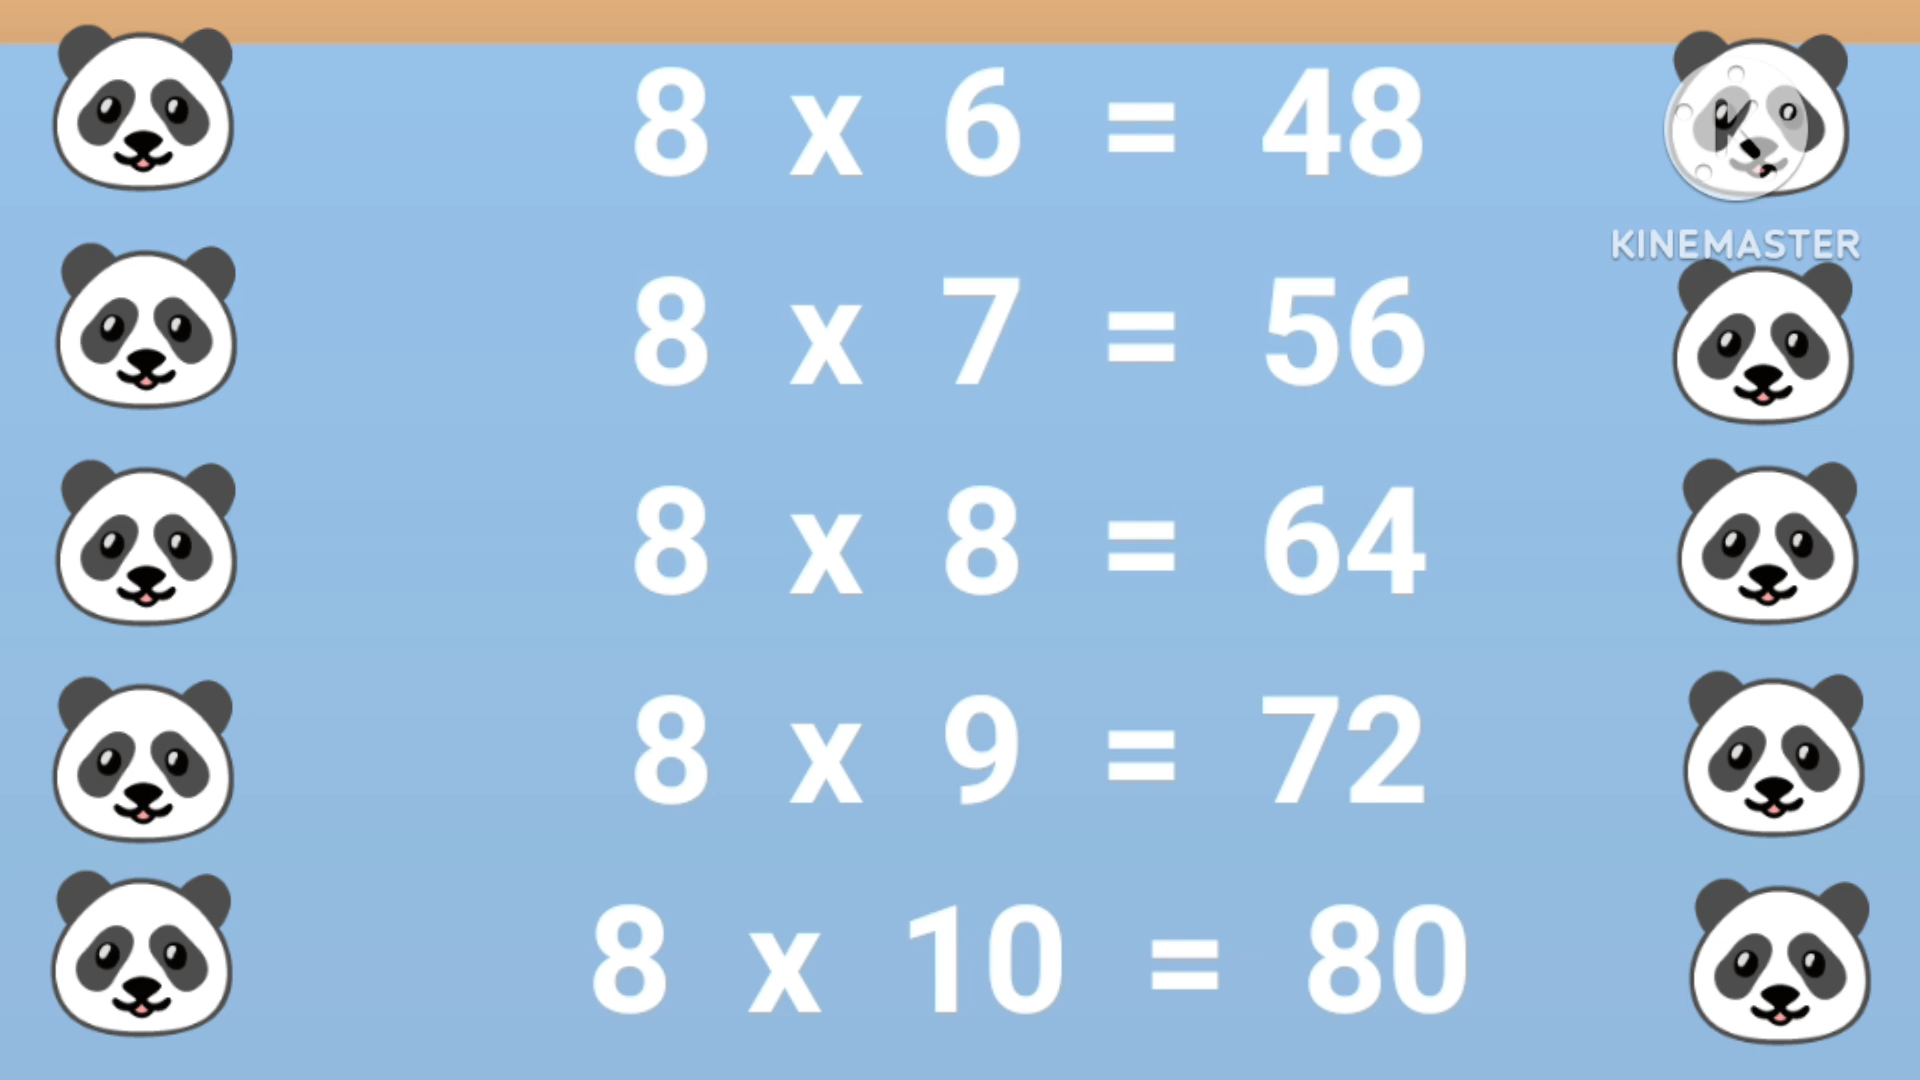 8 x 6 = 48
KINEMASTER
8 x 7 = 56
8 x 8 = 64
8 x 9 = 72
8 x 10 = 80